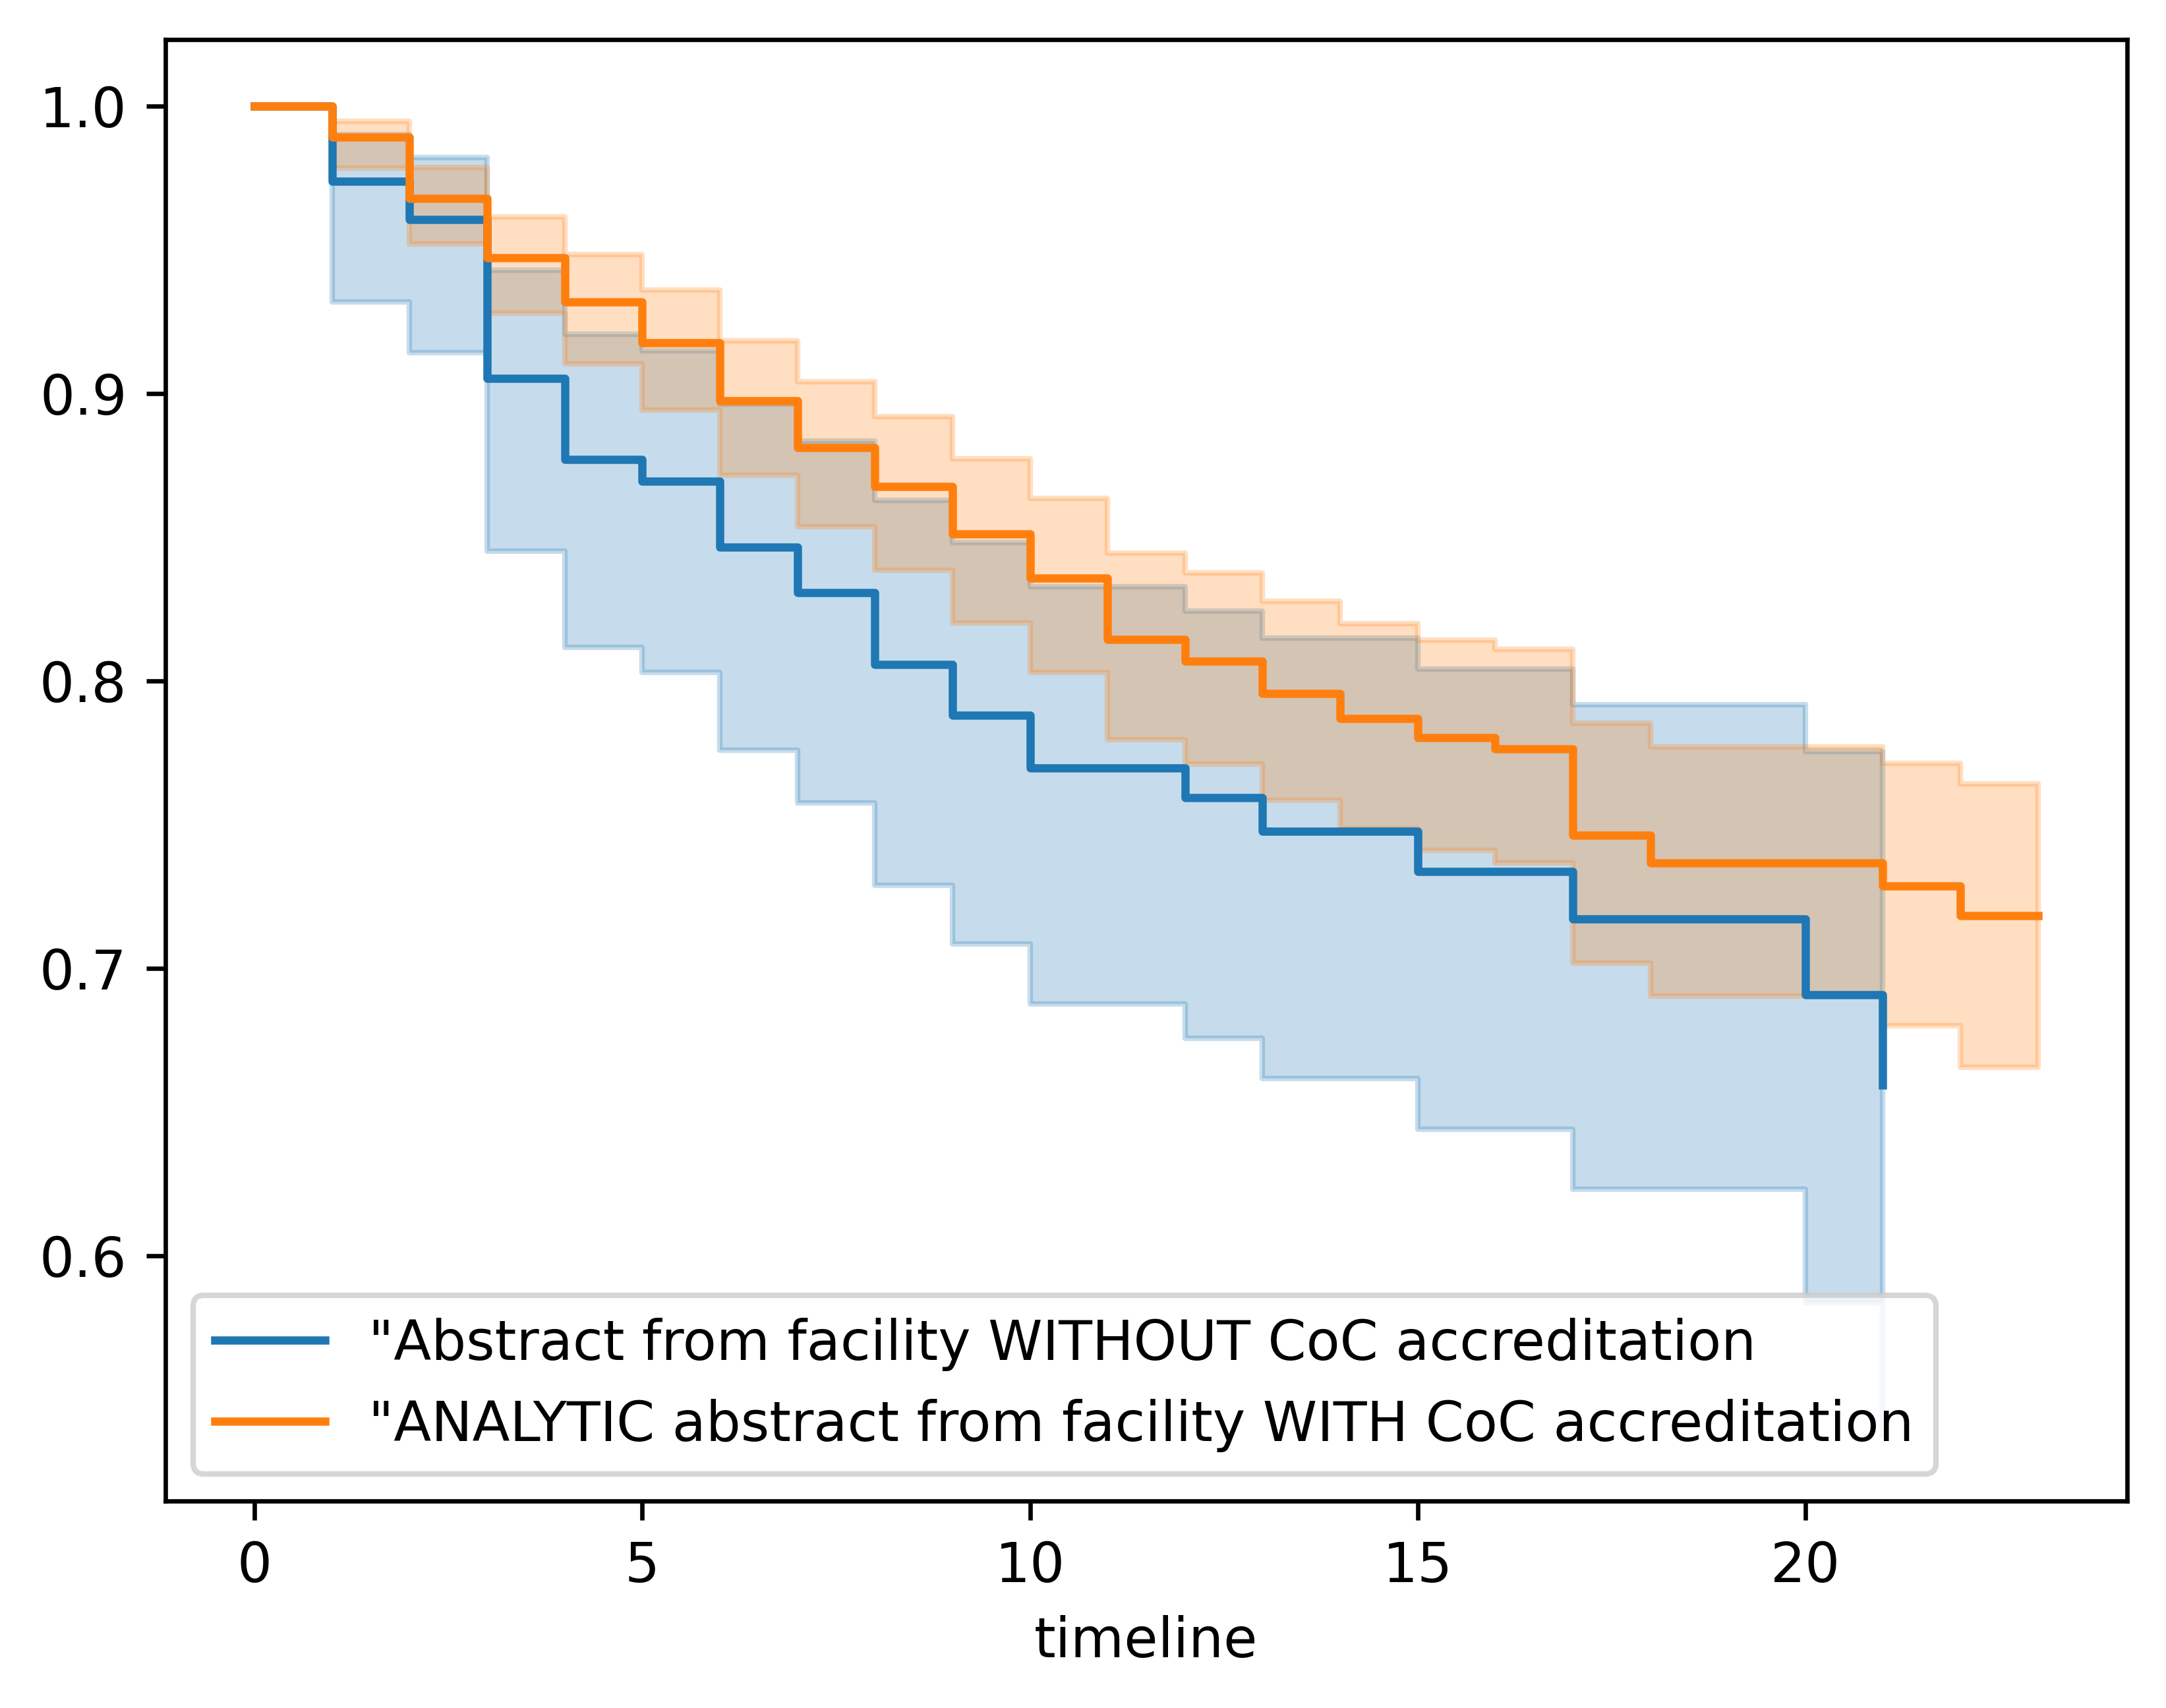 1.0
0.9
0.8
0.7
0.6
"Abstract from facility WITHOUT CoC accreditation
"ANALYTIC abstract from facility WITH CoC accreditation
0 5 10 15 20
timeline